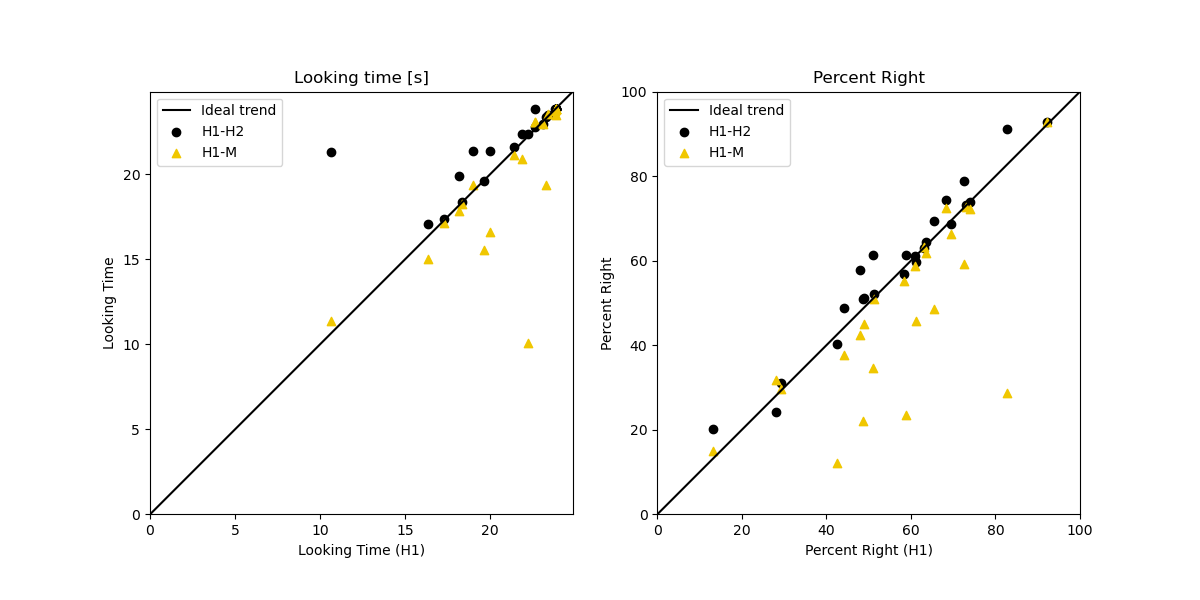 Looking time [s]
Ideal trend
H1-H2
H1-M
20
15
10
5
0
0 5 10 15 20
Looking Time
Looking Time (H1)
Percent Right
Ideal trend
H1-H2
H1-M
100
80
60
40
20
0
0 20 40 60 80 100
Percent Right
Percent Right (H1)